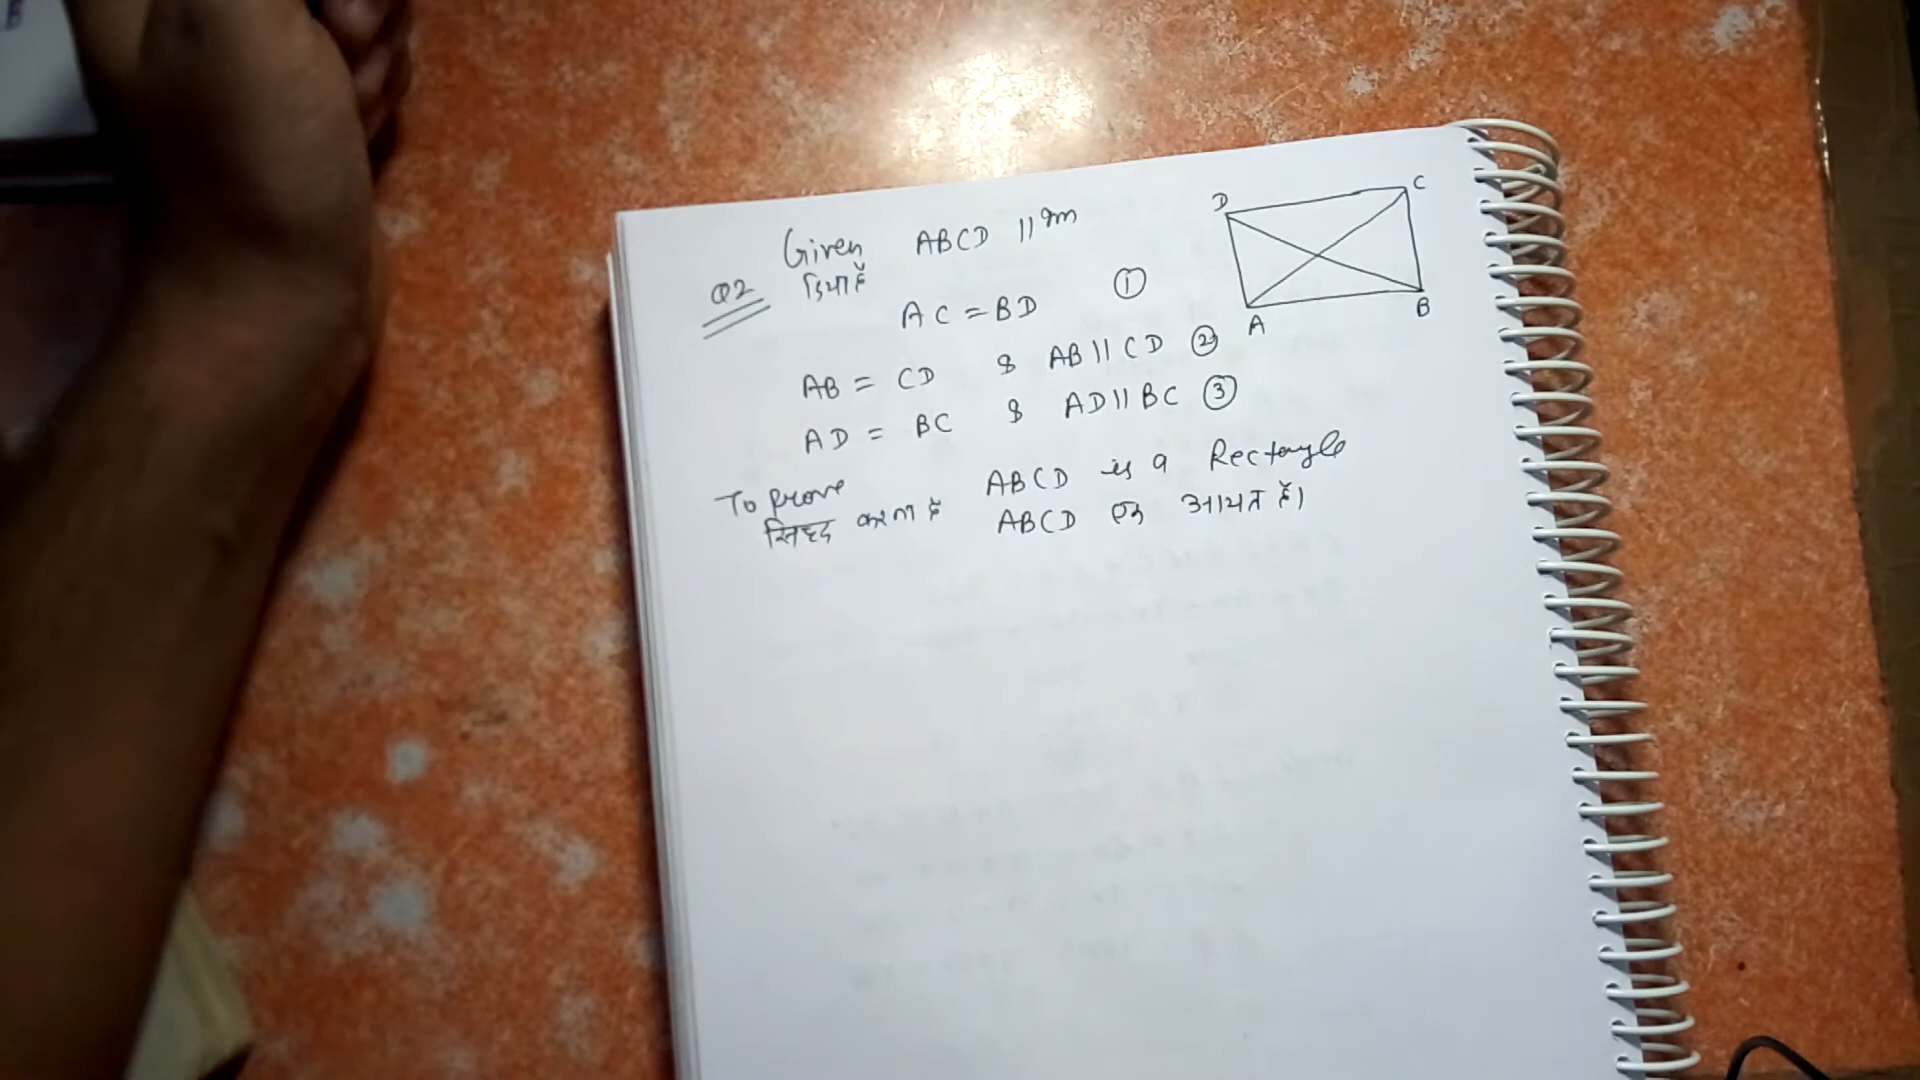 Q2 Given ABCD ||gm
दिया है
AC = BD ①
AB = CD & AB || CD ②
AD = BC & AD || BC ③
To prove ABCD is a Rectangle
सिद्ध करना है ABCD एक आयत है।
D C
A B